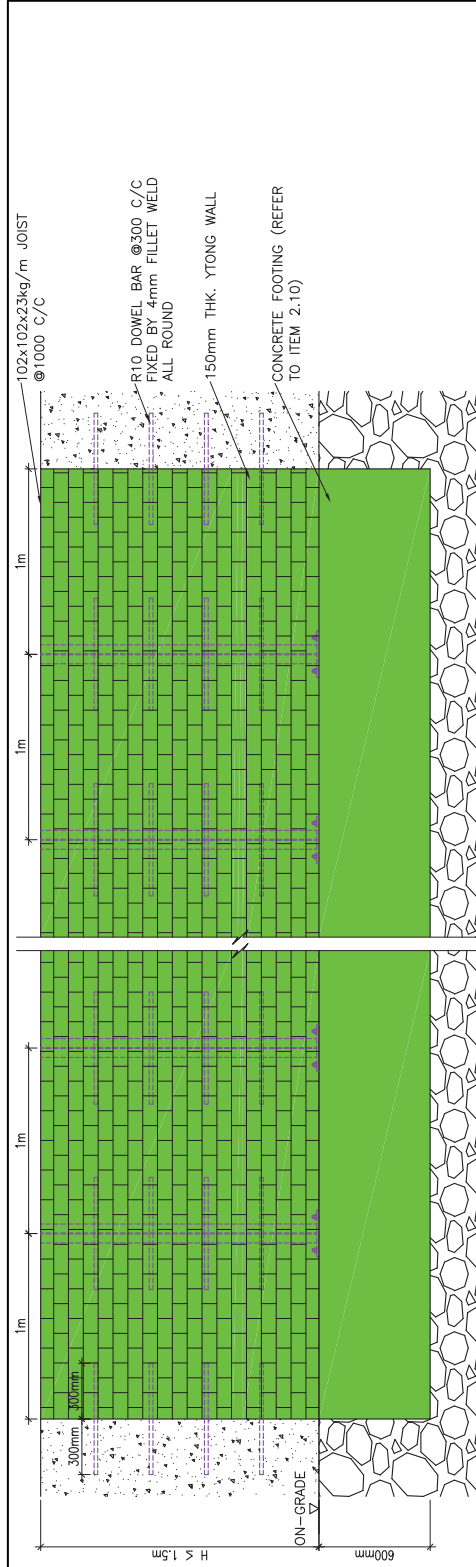 102x102x23kg/m JOIST
@1000 C/C
R10 DOWEL BAR @300 C/C
FIXED BY 4mm FILLET WELD
ALL ROUND
150mm THK. YTONG WALL
CONCRETE FOOTING (REFER
TO ITEM 2.10)
1m
1m
1m
1m
300mm
300mm
H ≤ 1.5m
ON-GRADE
600mm